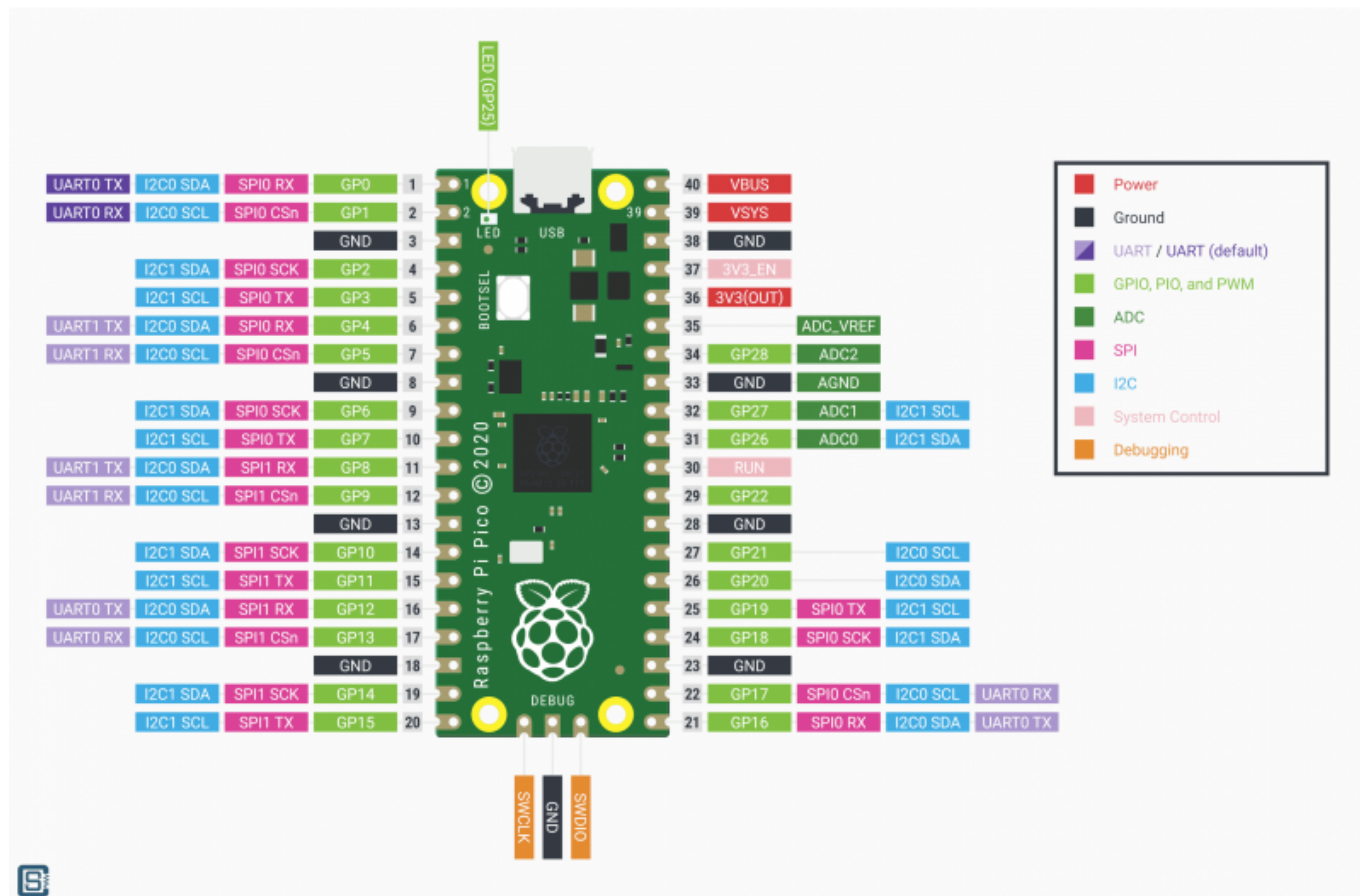 LED (GP25)
UART0 TX I2C0 SDA SPI0 RX GP0 1 1 40 VBUS
UART0 RX I2C0 SCL SPI0 CSn GP1 2 2 39 39 VSYS
GND 3 LED USB 38 GND
I2C1 SDA SPI0 SCK GP2 4 37 3V3_EN
I2C1 SCL SPI0 TX GP3 5 36 3V3(OUT)
UART1 TX I2C0 SDA SPI0 RX GP4 6 35 ADC_VREF
UART1 RX I2C0 SCL SPI0 CSn GP5 7 34 GP28 ADC2
GND 8 33 GND AGND
I2C1 SDA SPI0 SCK GP6 9 32 GP27 ADC1 I2C1 SCL
I2C1 SCL SPI0 TX GP7 10 31 GP26 ADC0 I2C1 SDA
UART1 TX I2C0 SDA SPI1 RX GP8 11 30 RUN
UART1 RX I2C0 SCL SPI1 CSn GP9 12 29 GP22
GND 13 28 GND
I2C1 SDA SPI1 SCK GP10 14 27 GP21 I2C0 SCL
I2C1 SCL SPI1 TX GP11 15 26 GP20 I2C0 SDA
UART0 TX I2C0 SDA SPI1 RX GP12 16 25 GP19 SPI0 TX I2C1 SCL
UART0 RX I2C0 SCL SPI1 CSn GP13 17 24 GP18 SPI0 SCK I2C1 SDA
GND 18 23 GND
I2C1 SDA SPI1 SCK GP14 19 22 GP17 SPI0 CSn I2C0 SCL UART0 RX
I2C1 SCL SPI1 TX GP15 20 21 GP16 SPI0 RX I2C0 SDA UART0 TX
BOOTSEL
Raspberry Pi Pico ©2020
DEBUG
SWCLK
GND
SWDIO
Power
Ground
UART / UART (default)
GPIO, PIO, and PWM
ADC
SPI
I2C
System Control
Debugging